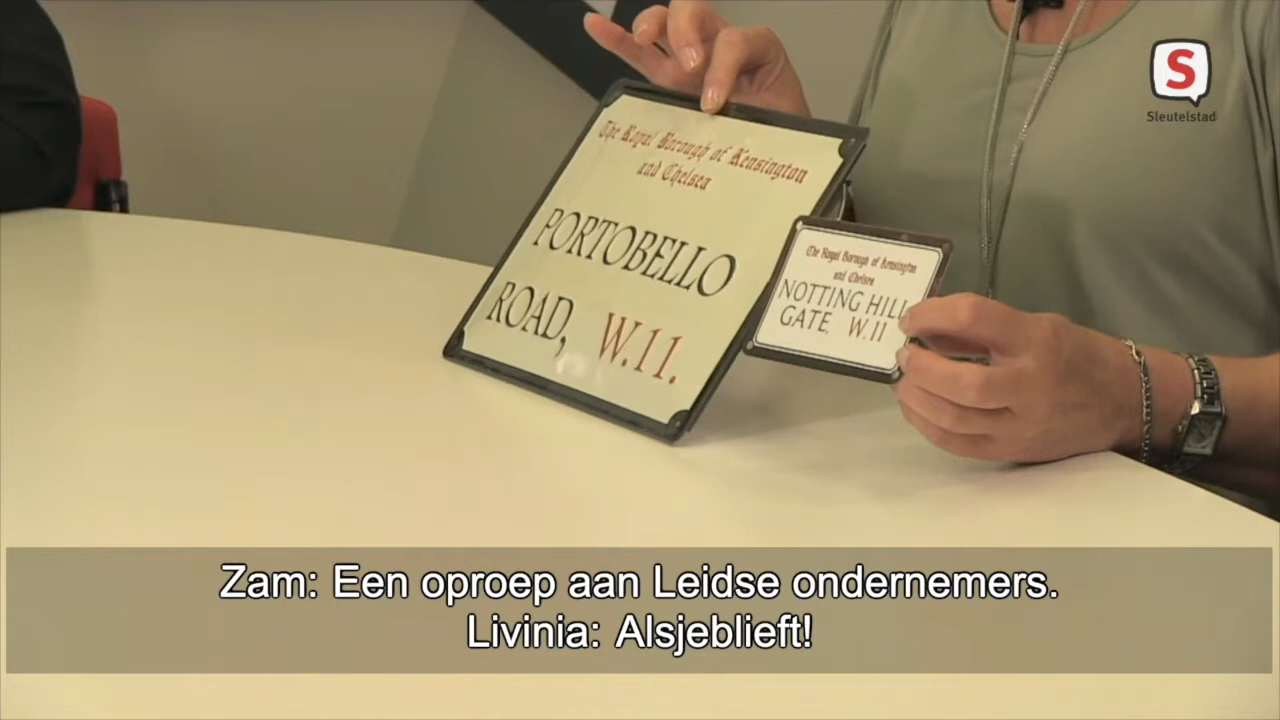 S
Sleutelstad
The Royal Borough of Kensington
and Chelsea
PORTOBELLO
ROAD, W.11.
The Royal Borough of Kensington
and Chelsea
NOTTING HILL
GATE, W.11
Zam: Een oproep aan Leidse ondernemers.
Livinia: Alsjeblieft!